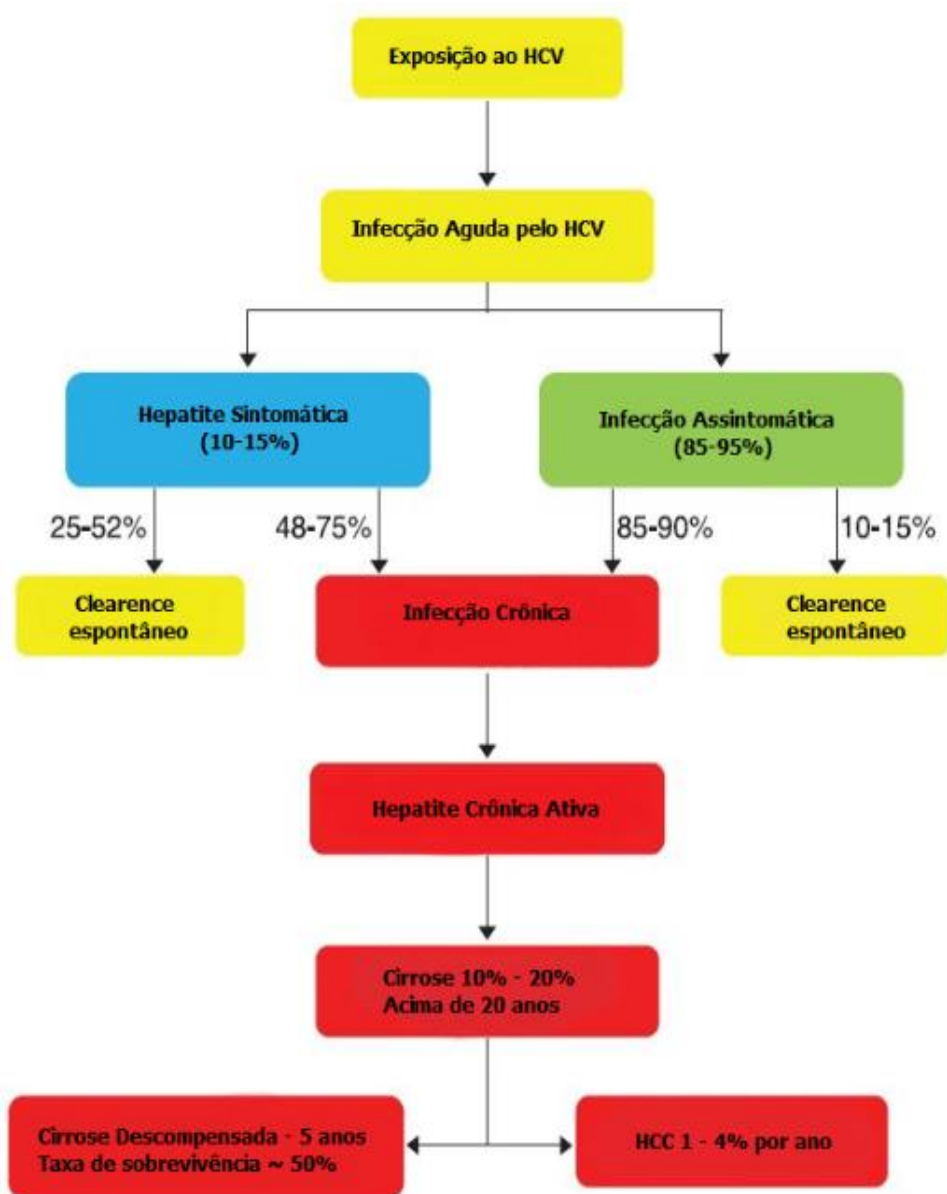 Exposição ao HCV
Infecção Aguda pelo HCV
Hepatite Sintomática
(10-15%)
Infecção Assintomática
(85-95%)
25-52%
48-75%
85-90%
10-15%
Clearence
espontâneo
Infecção Crônica
Clearence
espontâneo
Hepatite Crônica Ativa
Cirrose 10% - 20%
Acima de 20 anos
Cirrose Descompensada - 5 anos
Taxa de sobrevivência ~ 50%
HCC 1 - 4% por ano